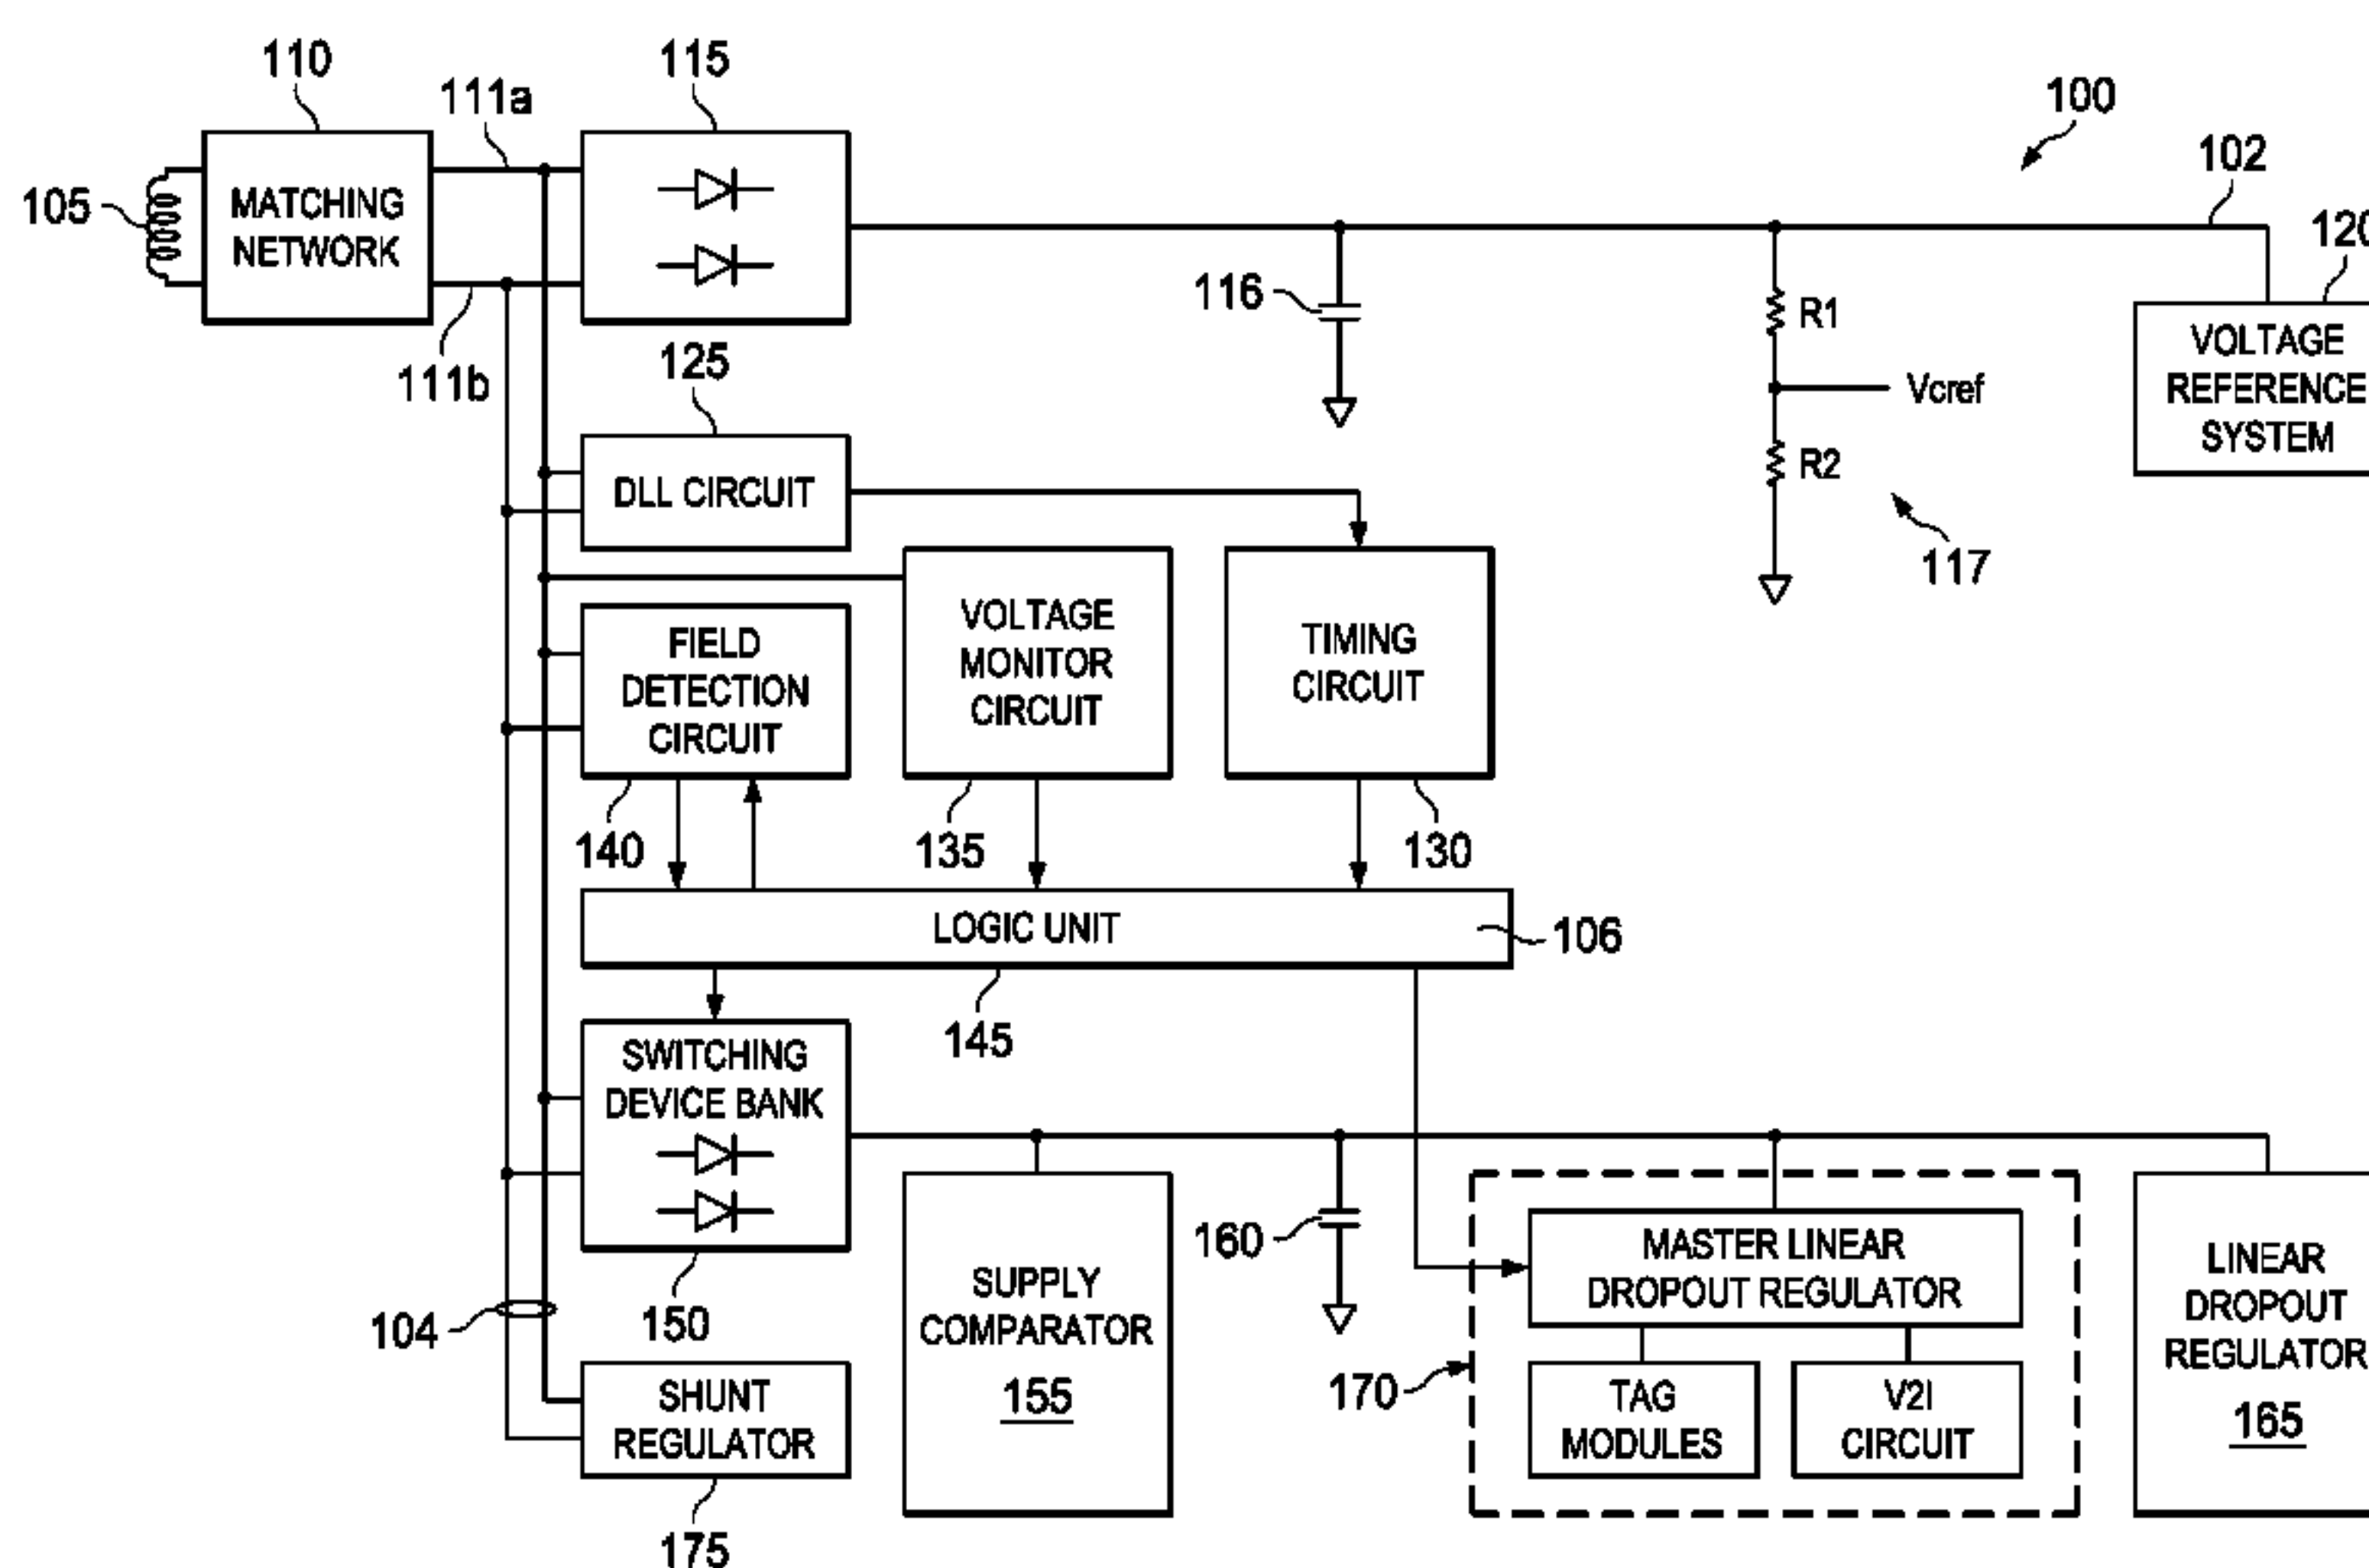 110
115
111a
100
102
105
MATCHING
NETWORK
120
116
R1
VOLTAGE
REFERENCE
SYSTEM
125
111b
Vcref
R2
DLL CIRCUIT
117
FIELD
DETECTION
CIRCUIT
VOLTAGE
MONITOR
CIRCUIT
TIMING
CIRCUIT
140
135
130
LOGIC UNIT
106
145
SWITCHING
DEVICE BANK
160
MASTER LINEAR
DROPOUT REGULATOR
LINEAR
DROPOUT
REGULATOR
165
104
150
SUPPLY
COMPARATOR
155
170
TAG
MODULES
V2I
CIRCUIT
SHUNT
REGULATOR
175